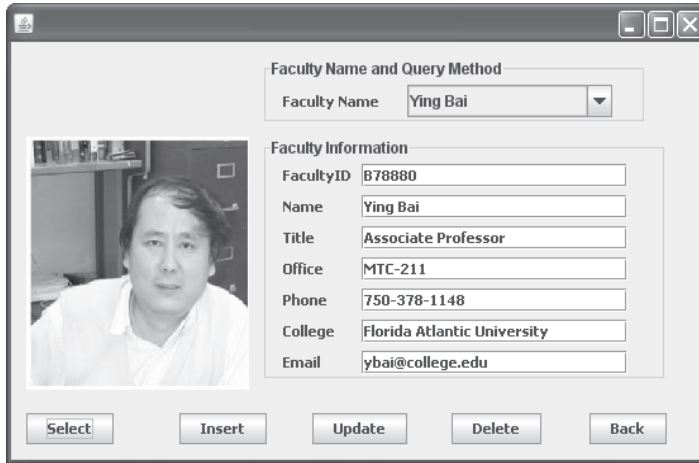 Faculty Name and Query Method
Faculty Name Ying Bai
Faculty Information
FacultyID B78880
Name Ying Bai
Title Associate Professor
Office MTC-211
Phone 750-378-1148
College Florida Atlantic University
Email ybai@college.edu
Select Insert Update Delete Back